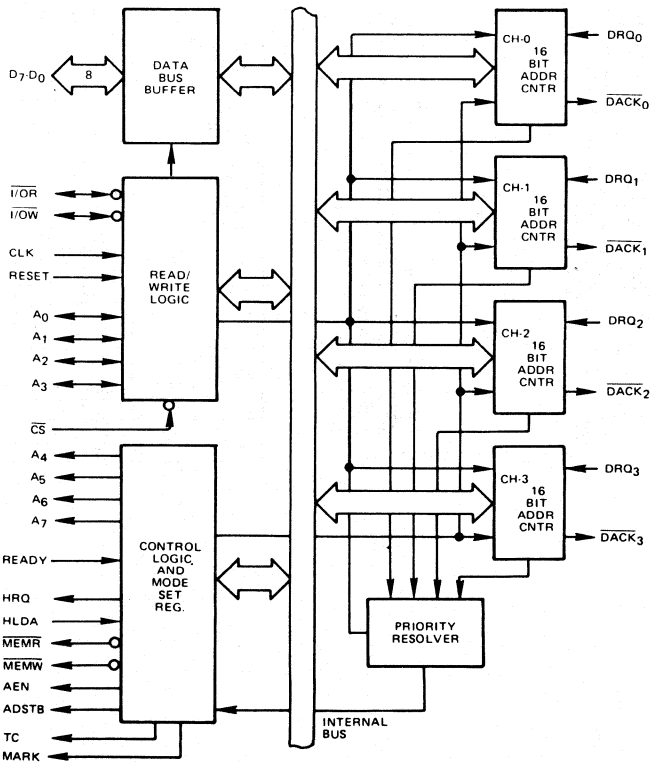 D7-D0
8
DATA
BUS
BUFFER
I/OR
I/OW
CLK
RESET
A0
A1
A2
A3
READ/
WRITE
LOGIC
CS
A4
A5
A6
A7
READY
HRQ
HLDA
MEMR
MEMW
AEN
ADSTB
TC
MARK
CONTROL
LOGIC
AND
MODE
SET
REG.
INTERNAL
BUS
CH-0
16
BIT
ADDR
CNTR
DRQ0
DACK0
CH-1
16
BIT
ADDR
CNTR
DRQ1
DACK1
CH-2
16
BIT
ADDR
CNTR
DRQ2
DACK2
CH-3
16
BIT
ADDR
CNTR
DRQ3
DACK3
PRIORITY
RESOLVER